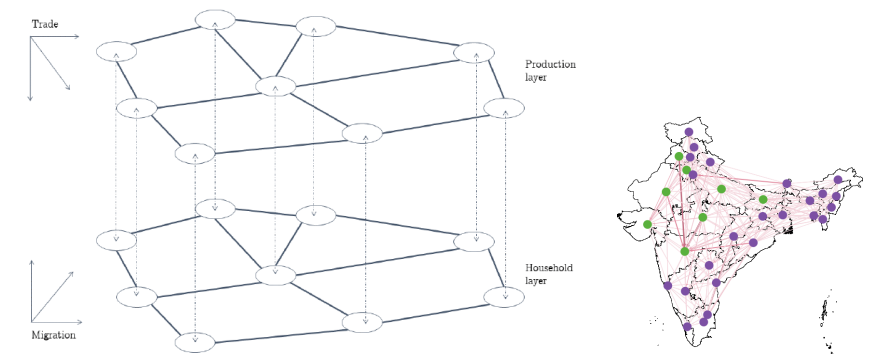 Trade
Production
layer
Household
layer
Migration